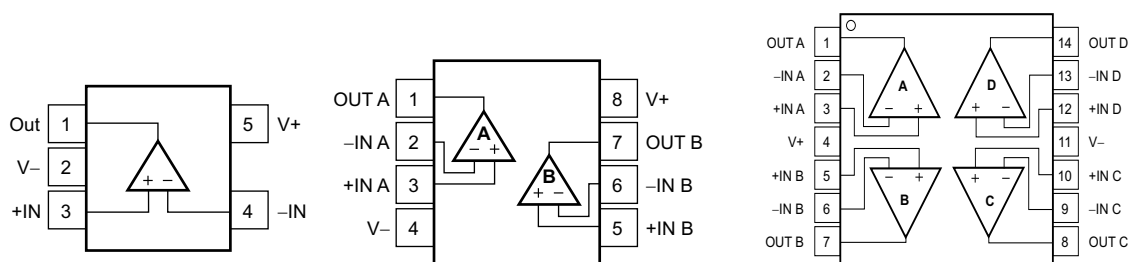 Out 1
V– 2
+IN 3
5 V+
4 –IN
+ –
OUT A 1
–IN A 2
+IN A 3
V– 4
8 V+
7 OUT B
6 –IN B
5 +IN B
A
– +
B
+ –
OUT A 1
–IN A 2
+IN A 3
V+ 4
+IN B 5
–IN B 6
OUT B 7
14 OUT D
13 –IN D
12 +IN D
11 V–
10 +IN C
9 –IN C
8 OUT C
A
– +
D
+ –
– +
B
+ –
C